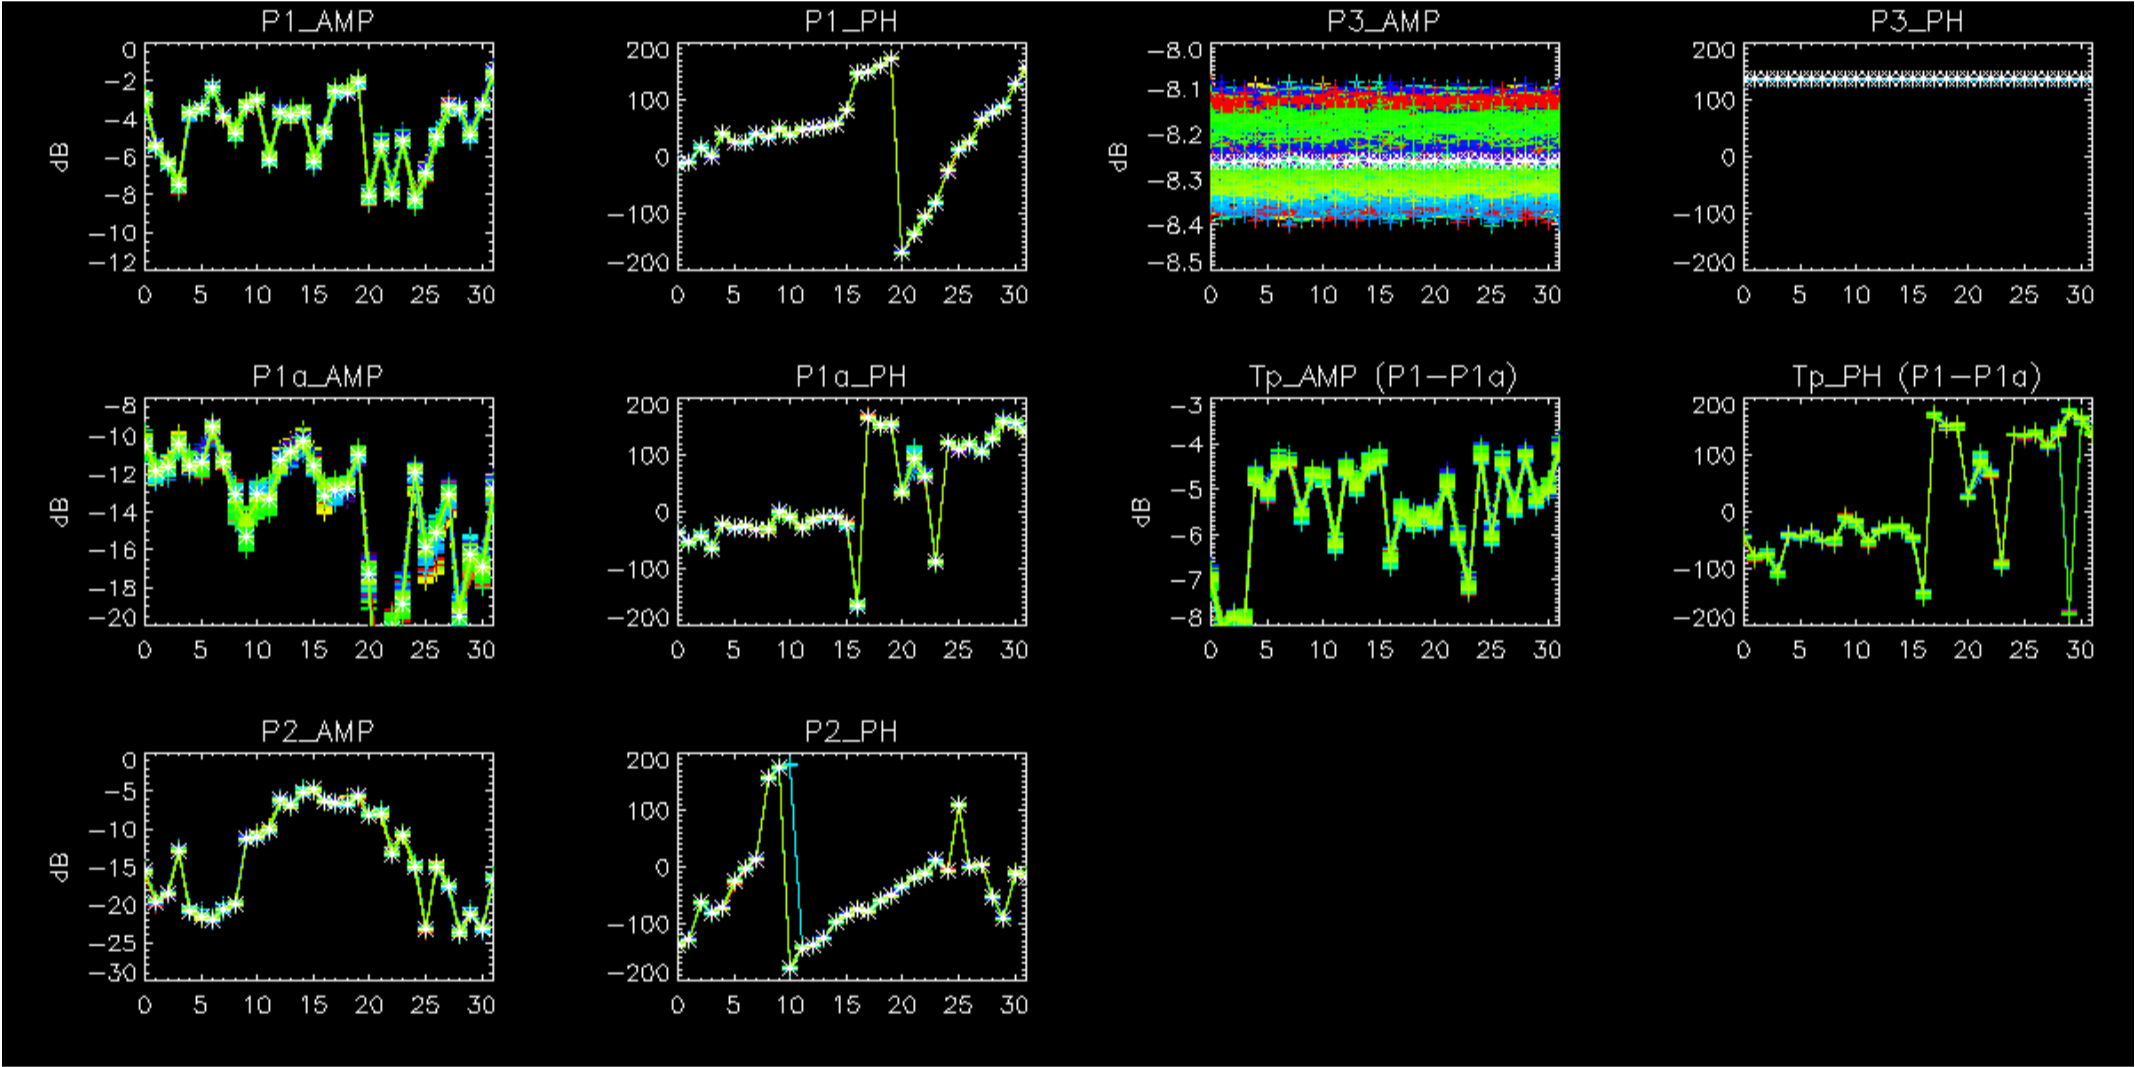 P1_AMP
P1_PH
P3_AMP
P3_PH
0
−2
−4
−6
−8
−10
−12
dB
0 5 10 15 20 25 30
200
100
0
−100
−200
0 5 10 15 20 25 30
−8.0
−8.1
−8.2
−8.3
−8.4
−8.5
dB
0 5 10 15 20 25 30
200
100
0
−100
−200
0 5 10 15 20 25 30
P1a_AMP
P1a_PH
Tp_AMP (P1−P1a)
Tp_PH (P1−P1a)
−8
−10
−12
−14
−16
−18
−20
dB
0 5 10 15 20 25 30
200
100
0
−100
−200
0 5 10 15 20 25 30
−3
−4
−5
−6
−7
−8
dB
0 5 10 15 20 25 30
200
100
0
−100
−200
0 5 10 15 20 25 30
P2_AMP
P2_PH
0
−5
−10
−15
−20
−25
−30
dB
0 5 10 15 20 25 30
200
100
0
−100
−200
0 5 10 15 20 25 30